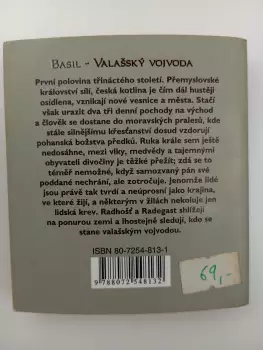 BASIL - VALAŠSKÝ VOJVODA
První polovina třináctého století. Přemyslovské
království sílí, česká kotlina je čím dál hustěji
osídlena, vznikají nové vesnice a města. Stačí
však urazit dva tři denní pochody na východ
a člověk se dostane do moravských pralesů, kde
stále silnějšímu křesťanství dosud vzdorují
pohanská božstva předků. Ruka krále sem ještě
nedosáhne, mezi vlky, medvědy a tajemnými
obyvateli divočiny je těžké přežít; zdá se to
téměř nemožné, když samozvaný pán své
poddané nechrání, ale zotročuje. Jenomže lidé
jsou právě tak tvrdí a neúprosní jako krajina,
ve které žijí, a některým v žilách nekoluje jen
lidská krev. Radhošť a Radegast shlížejí
na ponurou zemi a lhostejně sledují, kdo se
stane valašským vojvodou.
ISBN 80-7254-813-1
9788072548132
69,-